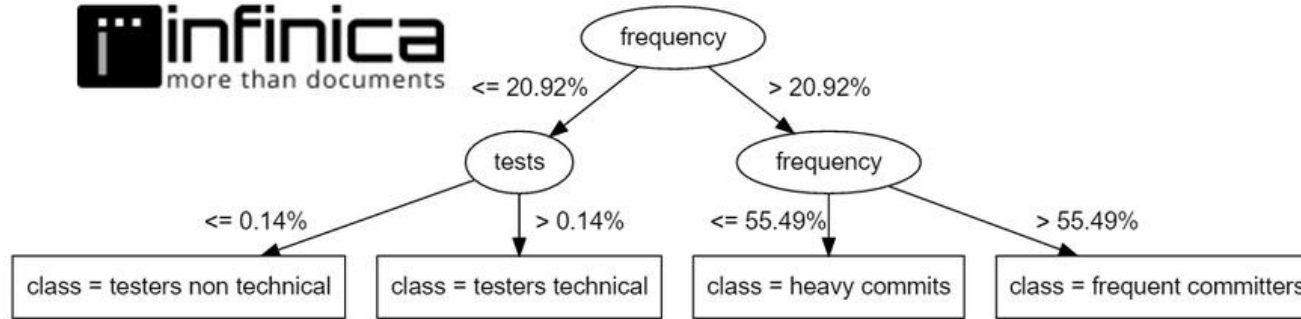 infinica
more than documents
frequency
<= 20.92%
> 20.92%
tests
frequency
<= 0.14%
> 0.14%
<= 55.49%
> 55.49%
class = testers non technical
class = testers technical
class = heavy commits
class = frequent committers